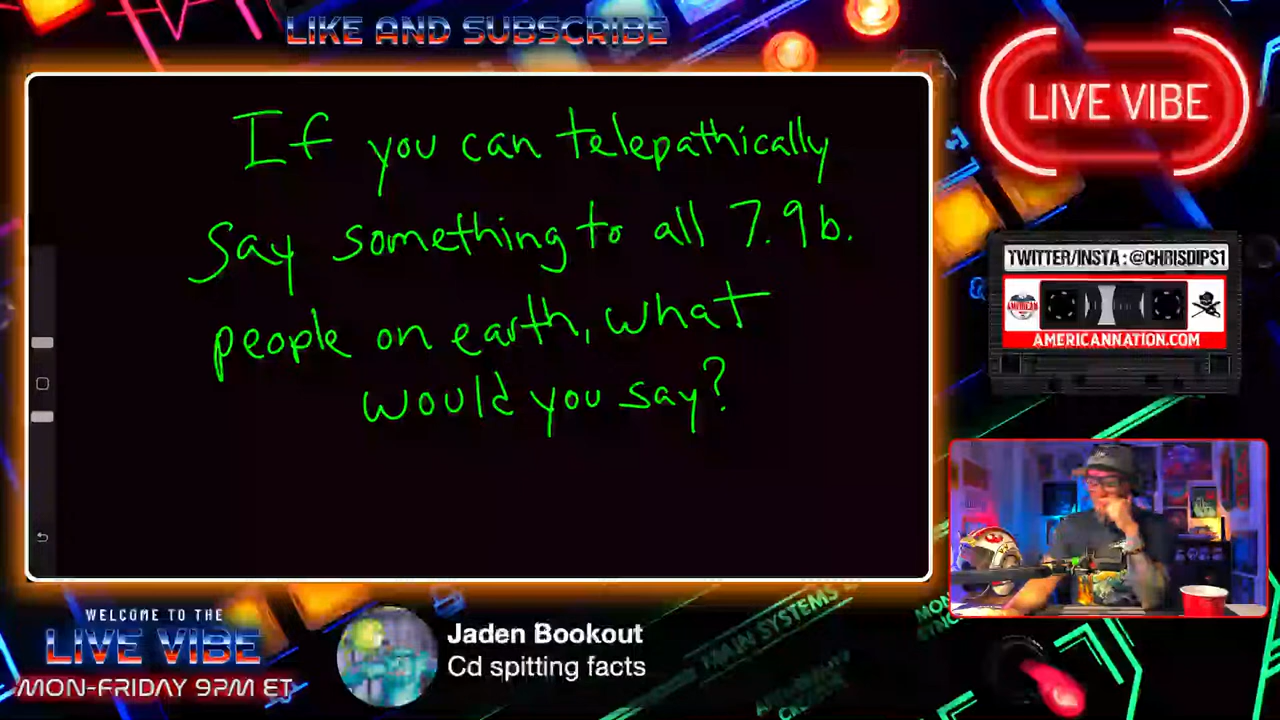 LIKE AND SUBSCRIBE
LIVE VIBE
If you can telepathically
say something to all 7.9 b.
people on earth, what
would you say?
TWITTER/INSTA : @CHRISDIPS1
AMERICANNATION.COM
WELCOME TO THE
LIVE VIBE
MON-FRIDAY 9PM ET
Jaden Bookout
Cd spitting facts